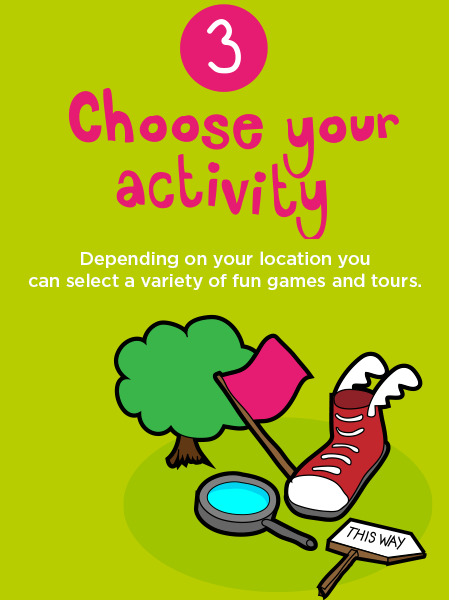 3
Choose your
activity
Depending on your location you
can select a variety of fun games and tours.
THIS WAY